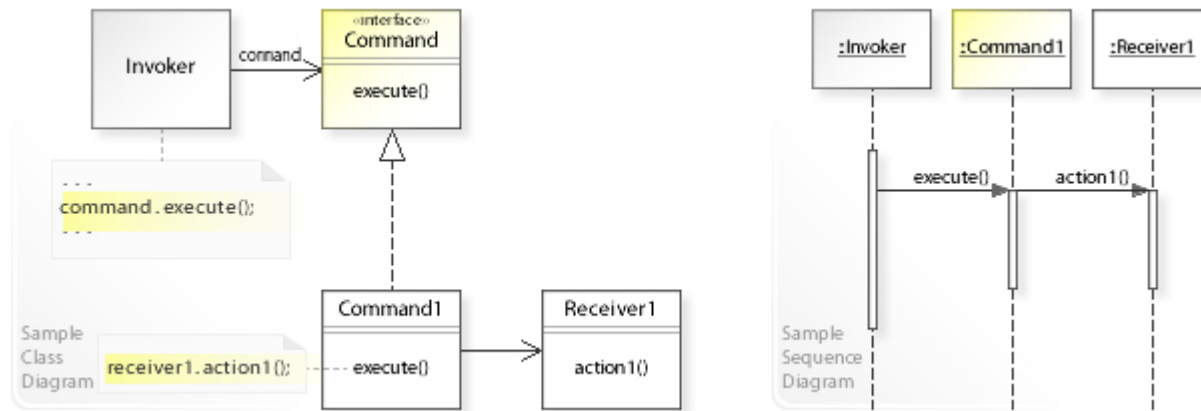 Invoker
command
«interface»
Command
execute()
- - -
command.execute();
- - -
Command1
execute()
receiver1.action1();
Receiver1
action1()
Sample
Class
Diagram
:Invoker
:Command1
:Receiver1
execute()
action1()
Sample
Sequence
Diagram